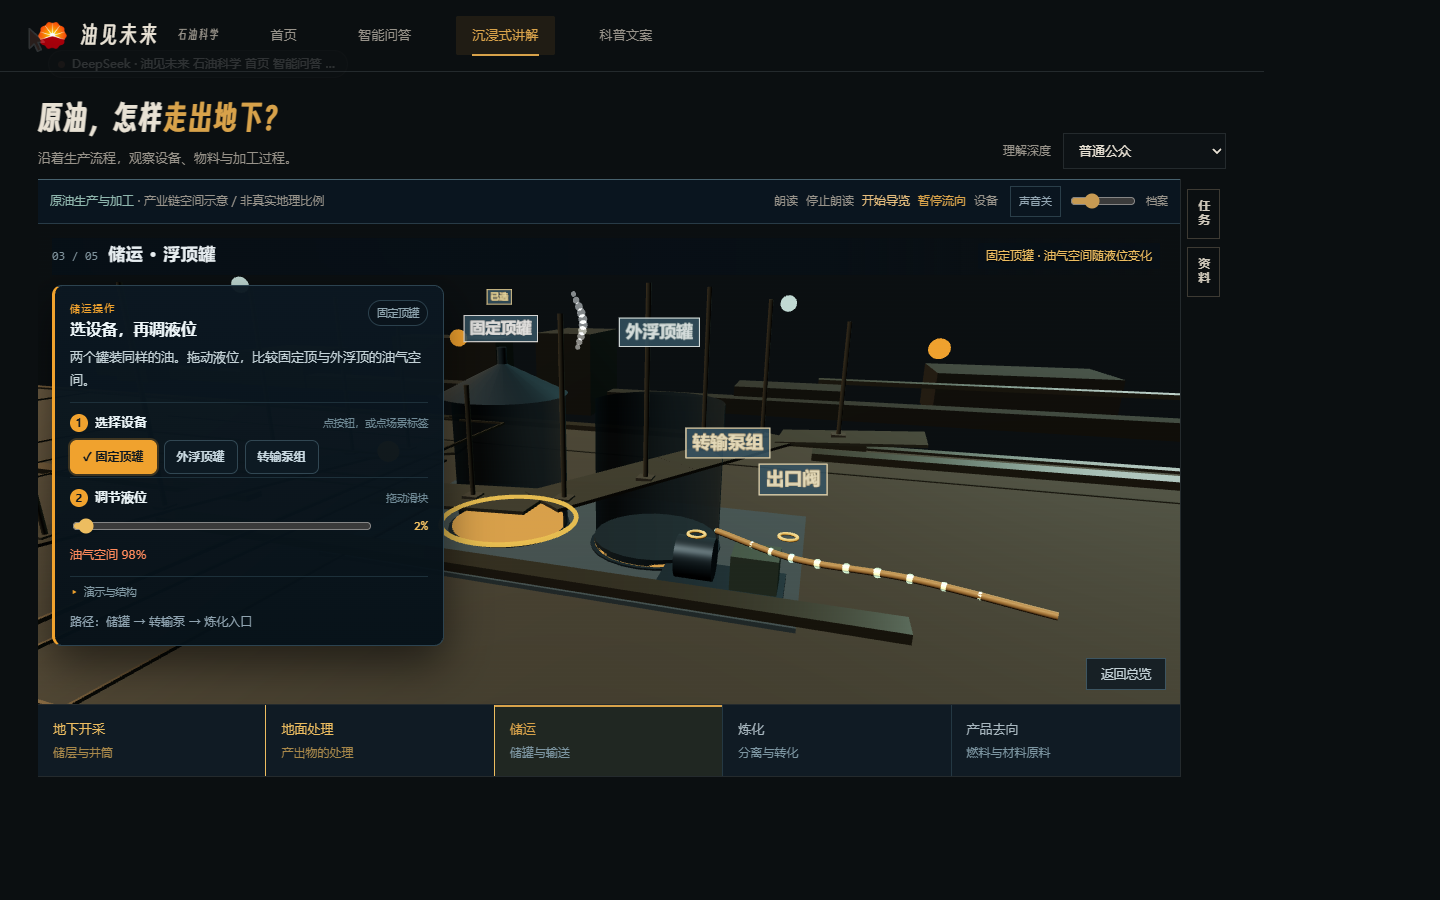 油见未来 石油科学 首页 智能问答 沉浸式讲解 科普文案
DeepSeek · 油见未来 石油科学 首页 智能问答 ...
原油，怎样走出地下？
沿着生产流程，观察设备、物料与加工过程。
理解深度 普通公众
原油生产与加工 · 产业链空间示意 / 非真实地理比例
朗读 停止朗读 开始导览 暂停流向 设备 声音关 档案
任务
资料
03 / 05 储运 • 浮顶罐
固定顶罐 · 油气空间随液位变化
储运操作
固定顶罐
选设备，再调液位
两个罐装同样的油。拖动液位，比较固定顶与外浮顶的油气空
间。
1 选择设备
点按钮，或点场景标签
✓ 固定顶罐 外浮顶罐 转输泵组
2 调节液位
拖动滑块
2%
油气空间 98%
▸ 演示与结构
路径：储罐 → 转输泵 → 炼化入口
已选
固定顶罐
外浮顶罐
转输泵组
出口阀
返回总览
地下开采
储层与井筒
地面处理
产出物的处理
储运
储罐与输送
炼化
分离与转化
产品去向
燃料与材料原料